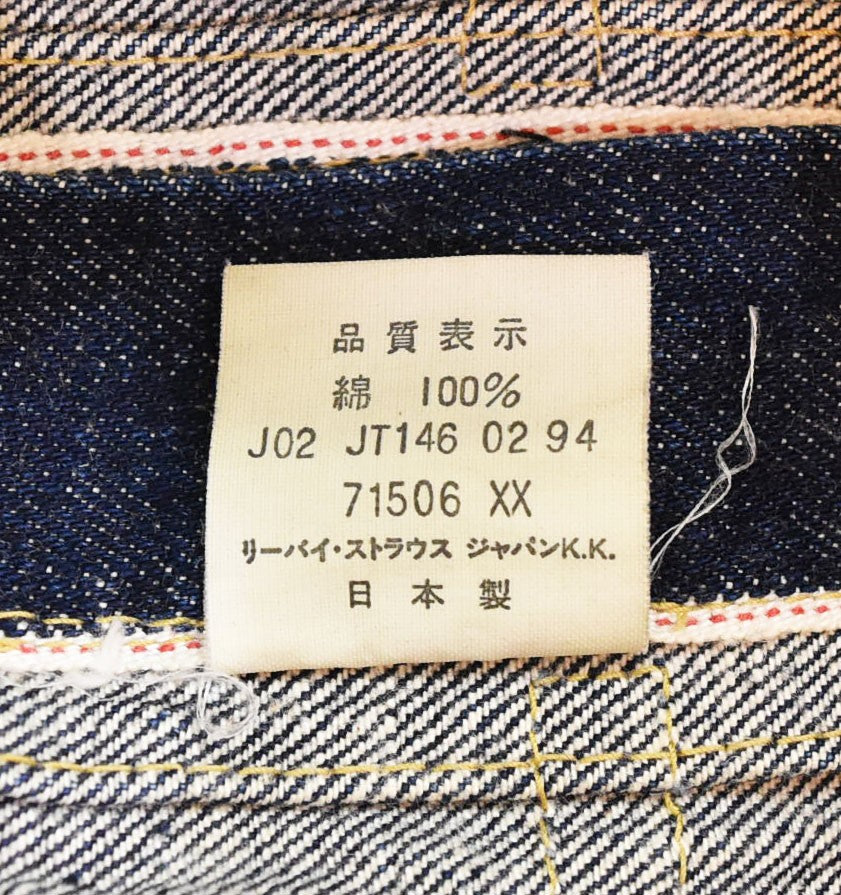 品質表示
綿 100%
J02 JT146 02 94
71506 XX
リーバイ・ストラウス ジャパンK.K.
日本製